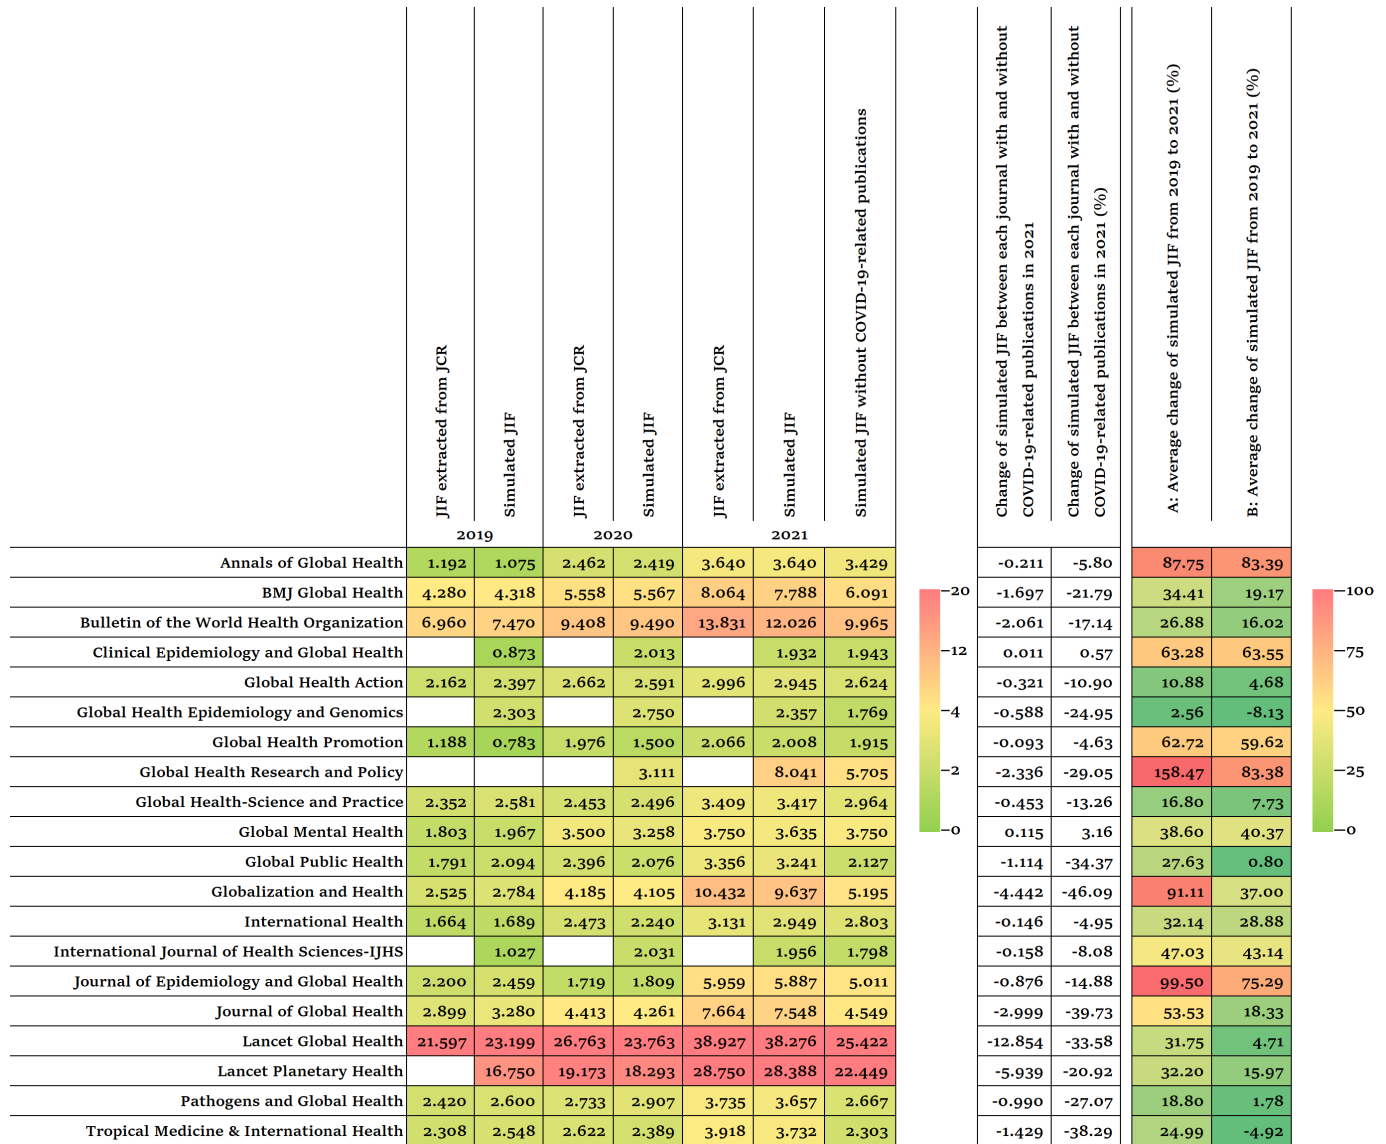 JIF extracted from JCR
Simulated JIF
JIF extracted from JCR
Simulated JIF
JIF extracted from JCR
Simulated JIF
Simulated JIF without COVID-19-related publications
Change of simulated JIF between each journal with and without
COVID-19-related publications in 2021
Change of simulated JIF between each journal with and without
COVID-19-related publications in 2021 (%)
A: Average change of simulated JIF from 2019 to 2021 (%)
B: Average change of simulated JIF from 2019 to 2021 (%)
2019 2020 2021
Annals of Global Health 1.192 1.075 2.462 2.419 3.640 3.640 3.429 -0.211 -5.80 87.75 83.39
BMJ Global Health 4.280 4.318 5.558 5.567 8.064 7.788 6.091 -1.697 -21.79 34.41 19.17
Bulletin of the World Health Organization 6.960 7.470 9.408 9.490 13.831 12.026 9.965 -2.061 -17.14 26.88 16.02
Clinical Epidemiology and Global Health 0.873 2.013 1.932 1.943 0.011 0.57 63.28 63.55
Global Health Action 2.162 2.397 2.662 2.591 2.996 2.945 2.624 -0.321 -10.90 10.88 4.68
Global Health Epidemiology and Genomics 2.303 2.750 2.357 1.769 -0.588 -24.95 2.56 -8.13
Global Health Promotion 1.188 0.783 1.976 1.500 2.066 2.008 1.915 -0.093 -4.63 62.72 59.62
Global Health Research and Policy 3.111 8.041 5.705 -2.336 -29.05 158.47 83.38
Global Health-Science and Practice 2.352 2.581 2.453 2.496 3.409 3.417 2.964 -0.453 -13.26 16.80 7.73
Global Mental Health 1.803 1.967 3.500 3.258 3.750 3.635 3.750 0.115 3.16 38.60 40.37
Global Public Health 1.791 2.094 2.396 2.076 3.356 3.241 2.127 -1.114 -34.37 27.63 0.80
Globalization and Health 2.525 2.784 4.185 4.105 10.432 9.637 5.195 -4.442 -46.09 91.11 37.00
International Health 1.664 1.689 2.473 2.240 3.131 2.949 2.803 -0.146 -4.95 32.14 28.88
International Journal of Health Sciences-IJHS 1.027 2.031 1.956 1.798 -0.158 -8.08 47.03 43.14
Journal of Epidemiology and Global Health 2.200 2.459 1.719 1.809 5.959 5.887 5.011 -0.876 -14.88 99.50 75.29
Journal of Global Health 2.899 3.280 4.413 4.261 7.664 7.548 4.549 -2.999 -39.73 53.53 18.33
Lancet Global Health 21.597 23.199 26.763 23.763 38.927 38.276 25.422 -12.854 -33.58 31.75 4.71
Lancet Planetary Health 16.750 19.173 18.293 28.750 28.388 22.449 -5.939 -20.92 32.20 15.97
Pathogens and Global Health 2.420 2.600 2.733 2.907 3.735 3.657 2.667 -0.990 -27.07 18.80 1.78
Tropical Medicine & International Health 2.308 2.548 2.622 2.389 3.918 3.732 2.303 -1.429 -38.29 24.99 -4.92
20
12
4
2
0
100
75
50
25
0